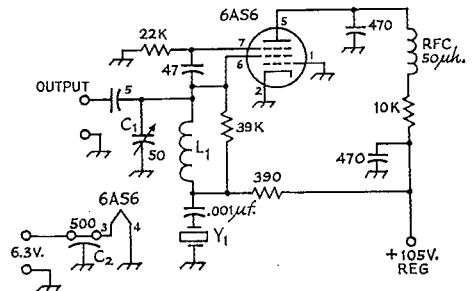 6AS6
5
470
22K
7
6
1
2
RFC
50µh.
47
OUTPUT
5
C1
50
L1
39K
10K
470
390
6AS6
.001µf.
500
3
4
Y1
6.3V.
C2
+105V.
REG